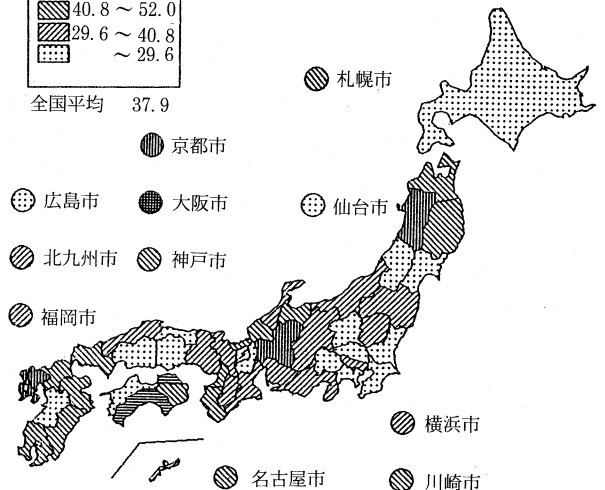 40.8 ～ 52.0
29.6 ～ 40.8
～ 29.6
全国平均 37.9
札幌市
京都市
広島市
大阪市
仙台市
北九州市
神戸市
福岡市
横浜市
名古屋市
川崎市